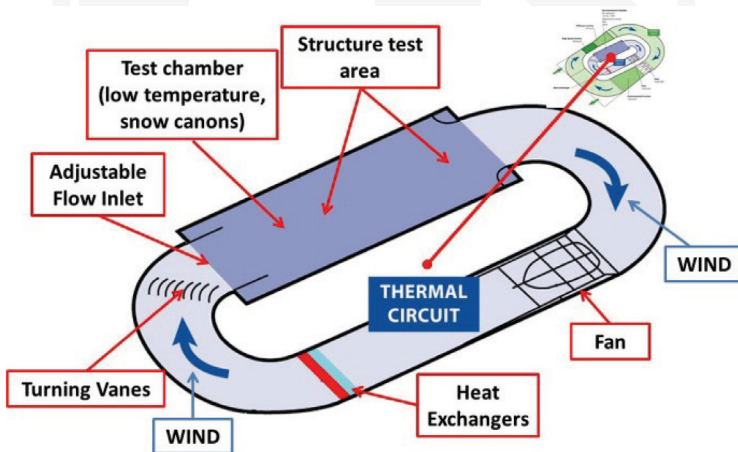 Structure test
area
Test chamber
(low temperature,
snow canons)
Adjustable
Flow Inlet
WIND
THERMAL
CIRCUIT
Fan
Turning Vanes
Heat
Exchangers
WIND